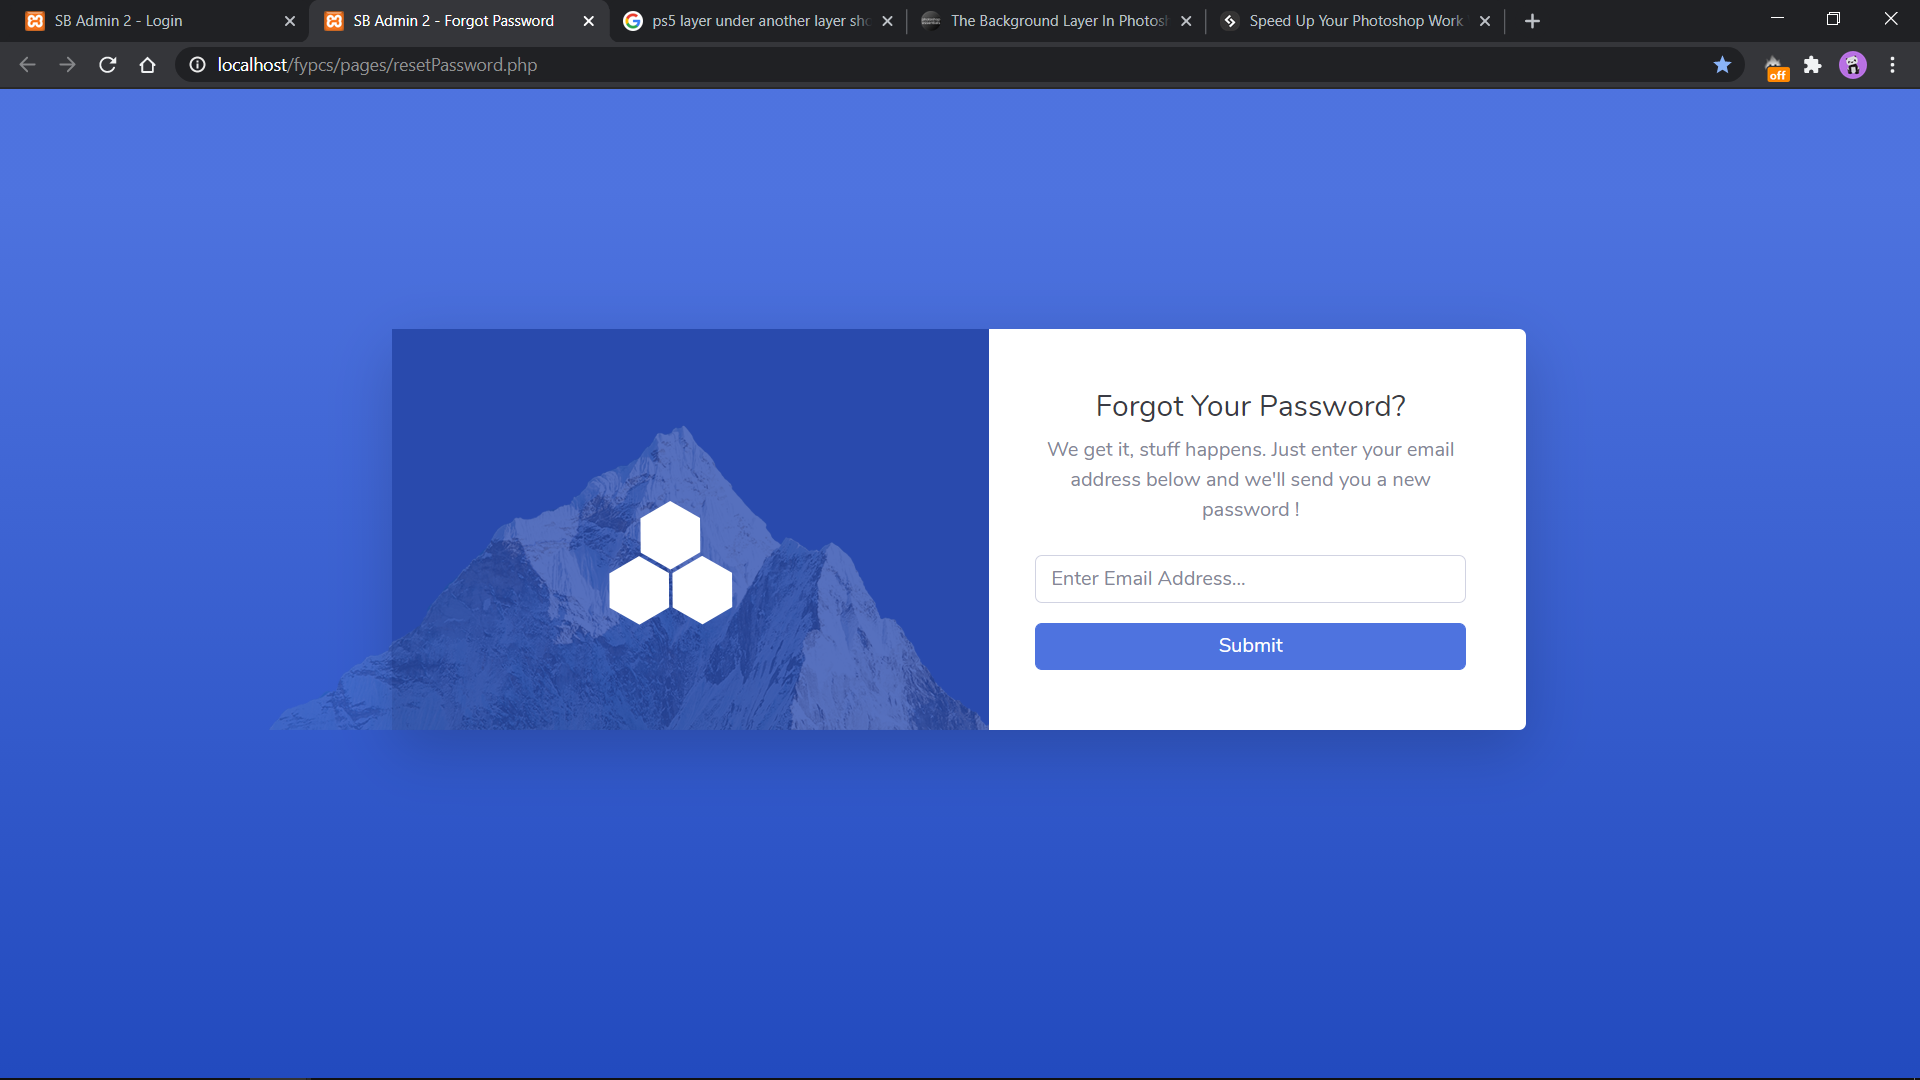 SB Admin 2 - Login
SB Admin 2 - Forgot Password
ps5 layer under another layer sh
The Background Layer In Photosh
Speed Up Your Photoshop Work
localhost/fypcs/pages/resetPassword.php
off
Forgot Your Password?
We get it, stuff happens. Just enter your email
address below and we'll send you a new
password !
Enter Email Address...
Submit